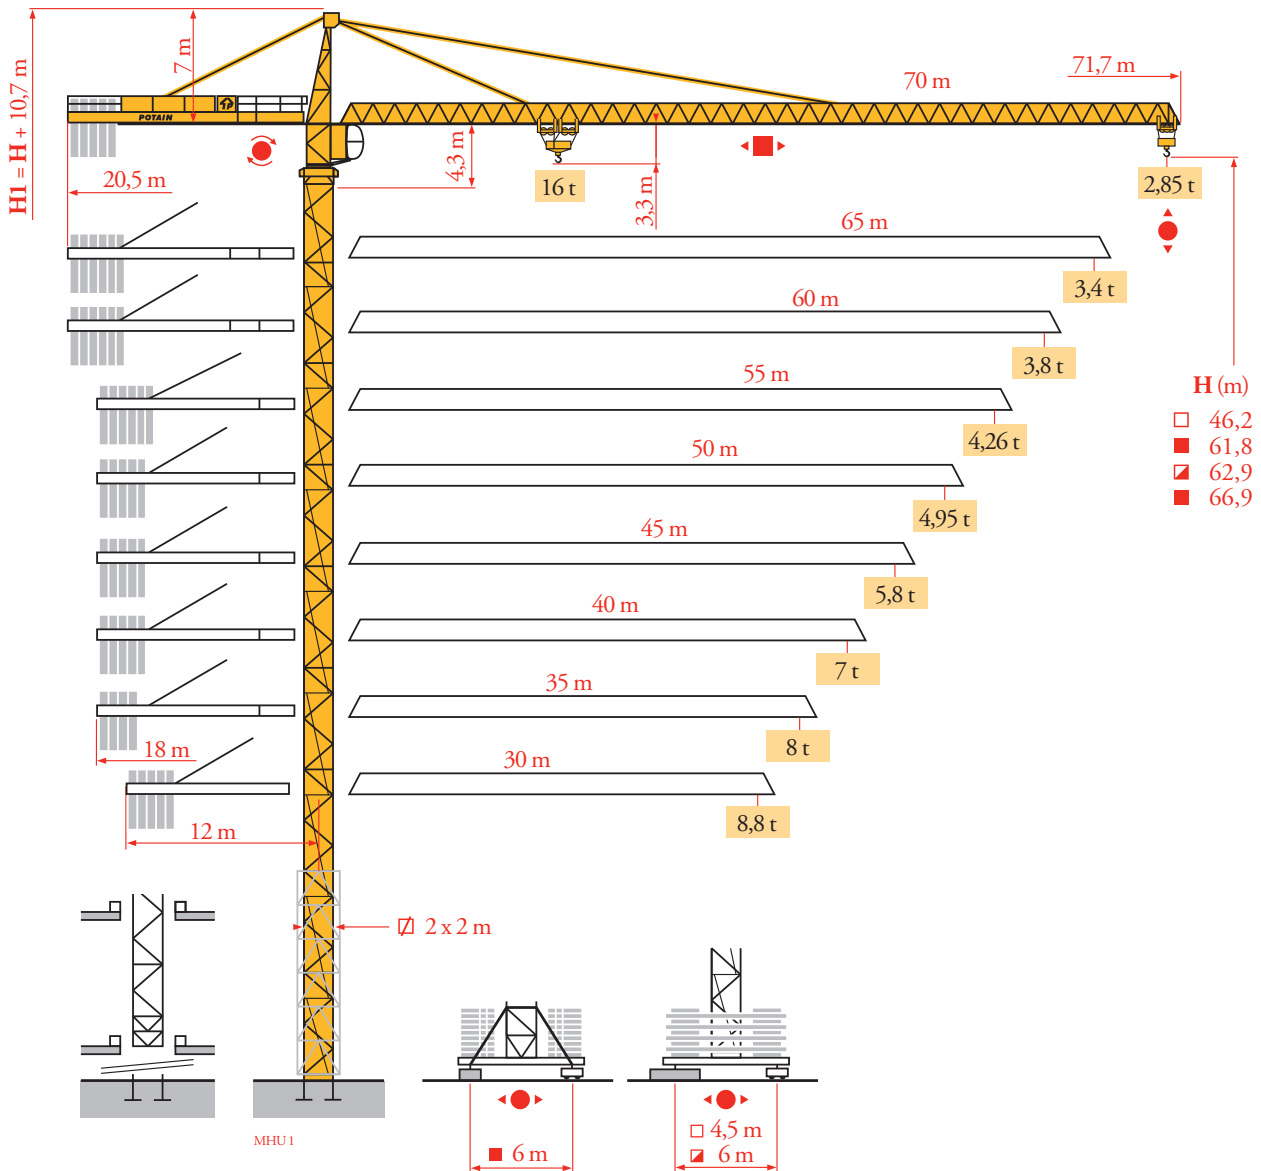 H1 = H + 10,7 m
7 m
70 m
71,7 m
POTAIN
20,5 m
4,3 m
16 t
3,3 m
2,85 t
65 m
3,4 t
60 m
3,8 t
55 m
4,26 t
H (m)
46,2
61,8
62,9
66,9
50 m
4,95 t
45 m
5,8 t
40 m
7 t
35 m
8 t
18 m
30 m
8,8 t
12 m
2 x 2 m
MHU 1
6 m
4,5 m
6 m